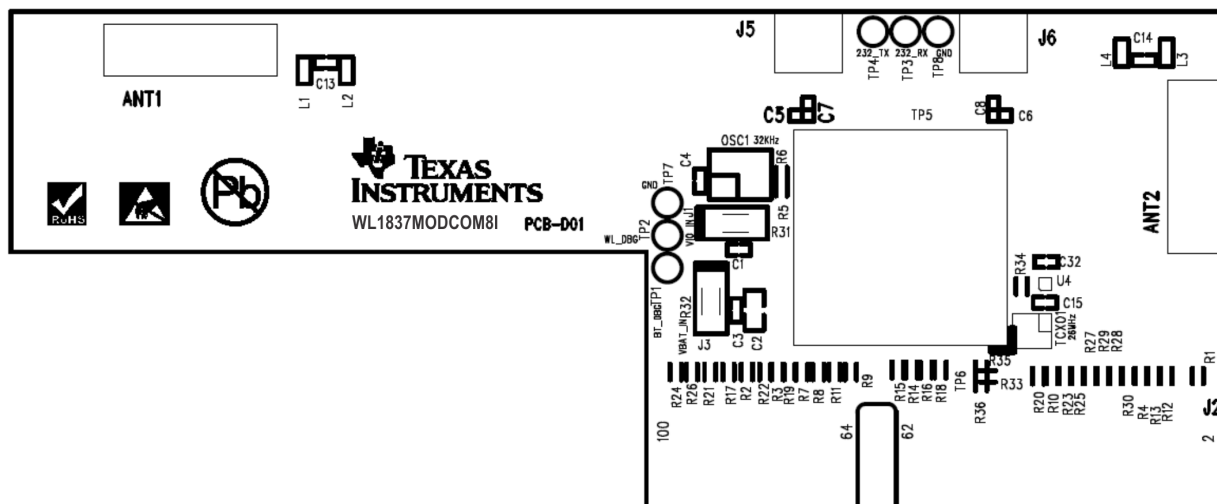 J5
232_TX
232_RX
GND
TP4
TP3
TP8
J6
L4
C14
L3
ANT1
L1
C13
L2
C5
C7
TP5
C8
C6
OSC1 32KHz
C4
R6
R5
RoHS
Pb
TEXAS
INSTRUMENTS
WL1837MODCOM8I
PCB-D01
GND
TP7
WL_DBG
TP2
VIO_IN
J1
R31
C1
ANT2
BT_DBG
TP1
VBAT_IN
R32
J3
C3
C2
R34
C32
U4
C15
TCXO1
26MHz
R35
R27
R29
R28
R1
R24
R26
R21
R17
R2
R22
R3
R19
R7
R8
R11
R9
R15
R14
R16
R18
TP6
R36
R33
R20
R10
R23
R25
R30
R4
R13
R12
J2
100
64
62
2